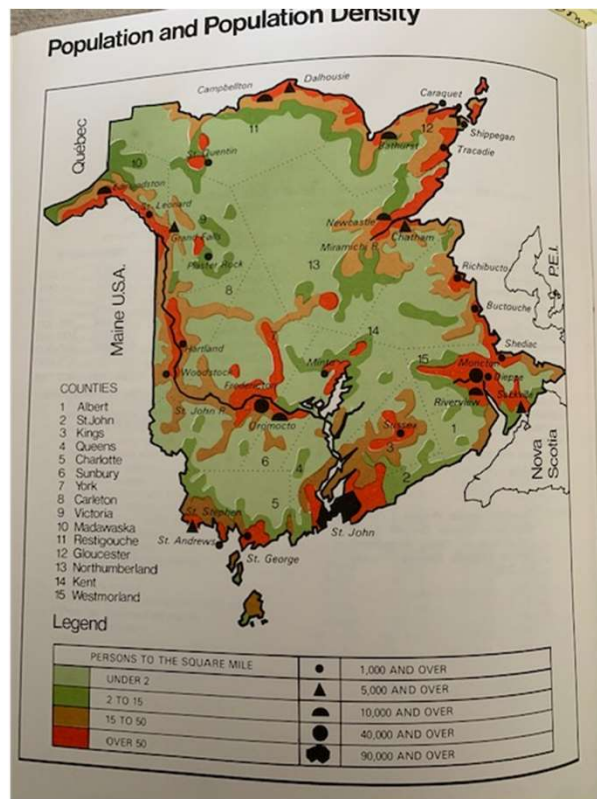 Population and Population Density
Campbellton
Dalhousie
Caraquet
Québec
11
12
Shippegan
Bathurst
Tracadie
St. Quentin
10
Edmundston
St. Leonard
9
Grand Falls
Newcastle
Chatham
Miramichi B.
Plaster Rock
13
Richibucto
P.E.I.
8
Maine U.S.A.
Buctouche
14
Hartland
Shediac
15
Moncton
Woodstock
Minto
Dieppe
Fredericton
Sackville
St. John R.
Riverview
Oromocto
Sussex
1
3
Nova
Scotia
6
4
2
5
St. Stephen
St. John
St. Andrews
St. George
COUNTIES
1 Albert
2 St.John
3 Kings
4 Queens
5 Charlotte
6 Sunbury
7 York
8 Carleton
9 Victoria
10 Madawaska
11 Restigouche
12 Gloucester
13 Northumberland
14 Kent
15 Westmorland
Legend
PERSONS TO THE SQUARE MILE
UNDER 2
2 TO 15
15 TO 50
OVER 50
1,000 AND OVER
5,000 AND OVER
10,000 AND OVER
40,000 AND OVER
90,000 AND OVER